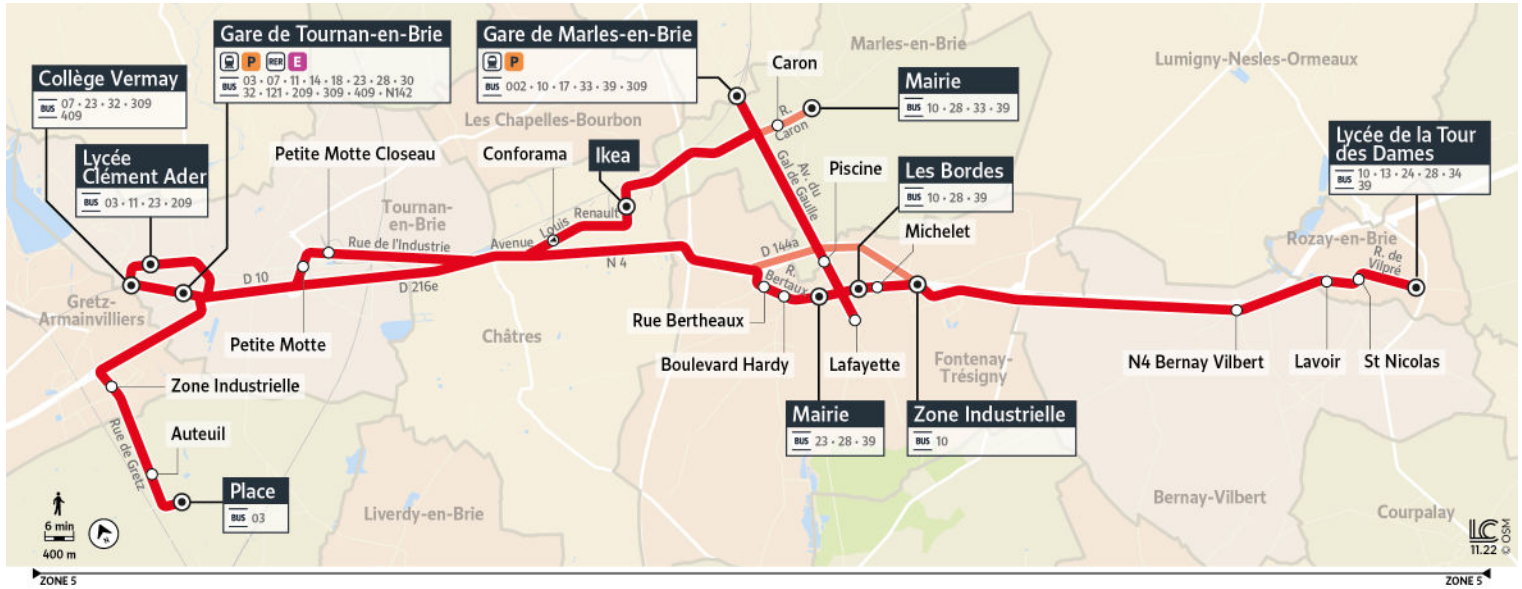 Gare de Tournan-en-Brie
P RER E
BUS 03 • 07 • 11 • 14 • 18 • 23 • 28 • 30
32 • 121 • 209 • 309 • 409 • N142
Gare de Marles-en-Brie
P
BUS 002 • 10 • 17 • 33 • 39 • 309
Marles-en-Brie
Lumigny-Nesles-Ormeaux
Collège Vermay
BUS 07 • 23 • 32 • 309
409
Caron
Mairie
BUS 10 • 28 • 33 • 39
R.
Caron
Les Chapelles-Bourbon
Lycée
Clément Ader
BUS 03 • 11 • 23 • 209
Petite Motte Closeau
Conforama
Ikea
Av. du
Gal de Gaulle
Piscine
Les Bordes
BUS 10 • 28 • 39
Lycée de la Tour
des Dames
BUS 10 • 13 • 24 • 28 • 34
39
Tournan-
en-Brie
Avenue Louis Renault
Rue de l'Industrie
Michelet
Rozay-en-Brie
R. de
Vilpré
D 10
D 216e
N 4
D 144a
R.
Bertaux
Gretz-
Armainvilliers
Petite Motte
Châtres
Rue Bertheaux
Boulevard Hardy
Lafayette
Fontenay-
Trésigny
N4 Bernay Vilbert
Lavoir
St Nicolas
Zone Industrielle
Rue de Gretz
Auteuil
Mairie
BUS 23 • 28 • 39
Zone Industrielle
BUS 10
Place
BUS 03
Liverdy-en-Brie
Bernay-Vilbert
Courpalay
6 min
400 m
N
LC
11.22
© OSM
ZONE 5
ZONE 5